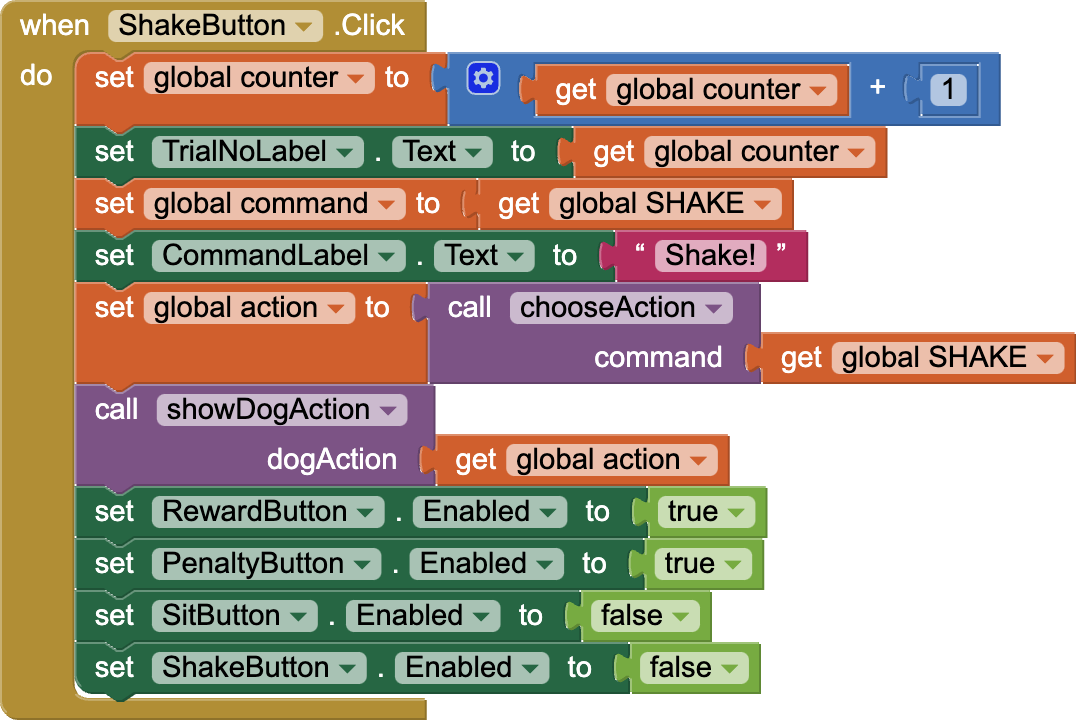 when ShakeButton .Click
do set global counter to get global counter + 1
set TrialNoLabel . Text to get global counter
set global command to get global SHAKE
set CommandLabel . Text to “ Shake! ”
set global action to call chooseAction
command get global SHAKE
call showDogAction
dogAction get global action
set RewardButton . Enabled to true
set PenaltyButton . Enabled to true
set SitButton . Enabled to false
set ShakeButton . Enabled to false